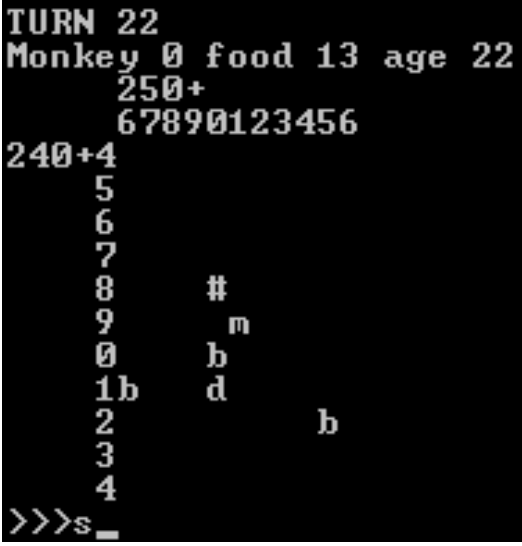 TURN 22
Monkey 0 food 13 age 22
      250+
      67890123456
240+4
     5
     6
     7
     8     #
     9      m
     0     b
     1b    d
     2          b
     3
     4
>>>s_